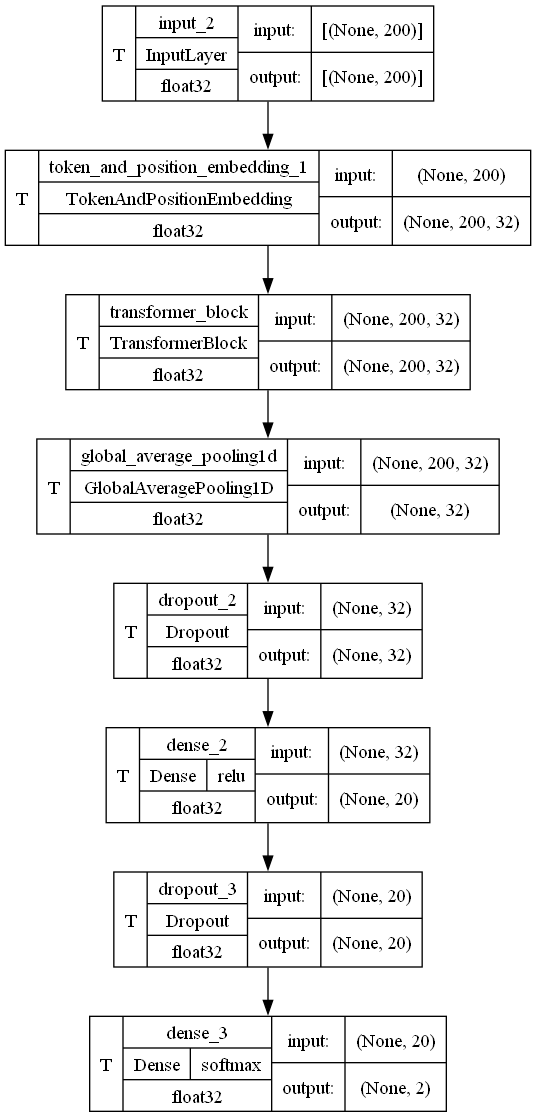 input_2
T InputLayer
float32
input: [(None, 200)]
output: [(None, 200)]
token_and_position_embedding_1
T TokenAndPositionEmbedding
float32
input: (None, 200)
output: (None, 200, 32)
transformer_block
T TransformerBlock
float32
input: (None, 200, 32)
output: (None, 200, 32)
global_average_pooling1d
T GlobalAveragePooling1D
float32
input: (None, 200, 32)
output: (None, 32)
dropout_2
T Dropout
float32
input: (None, 32)
output: (None, 32)
dense_2
T Dense relu
float32
input: (None, 32)
output: (None, 20)
dropout_3
T Dropout
float32
input: (None, 20)
output: (None, 20)
dense_3
T Dense softmax
float32
input: (None, 20)
output: (None, 2)